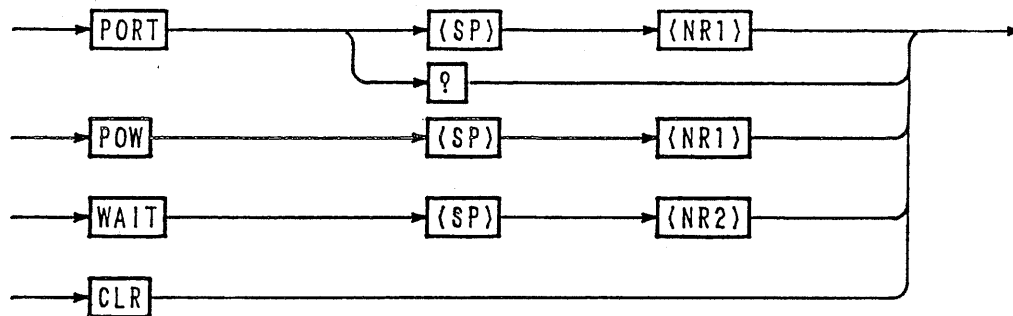 PORT ⟨SP⟩ ⟨NR1⟩
?
POW ⟨SP⟩ ⟨NR1⟩
WAIT ⟨SP⟩ ⟨NR2⟩
CLR